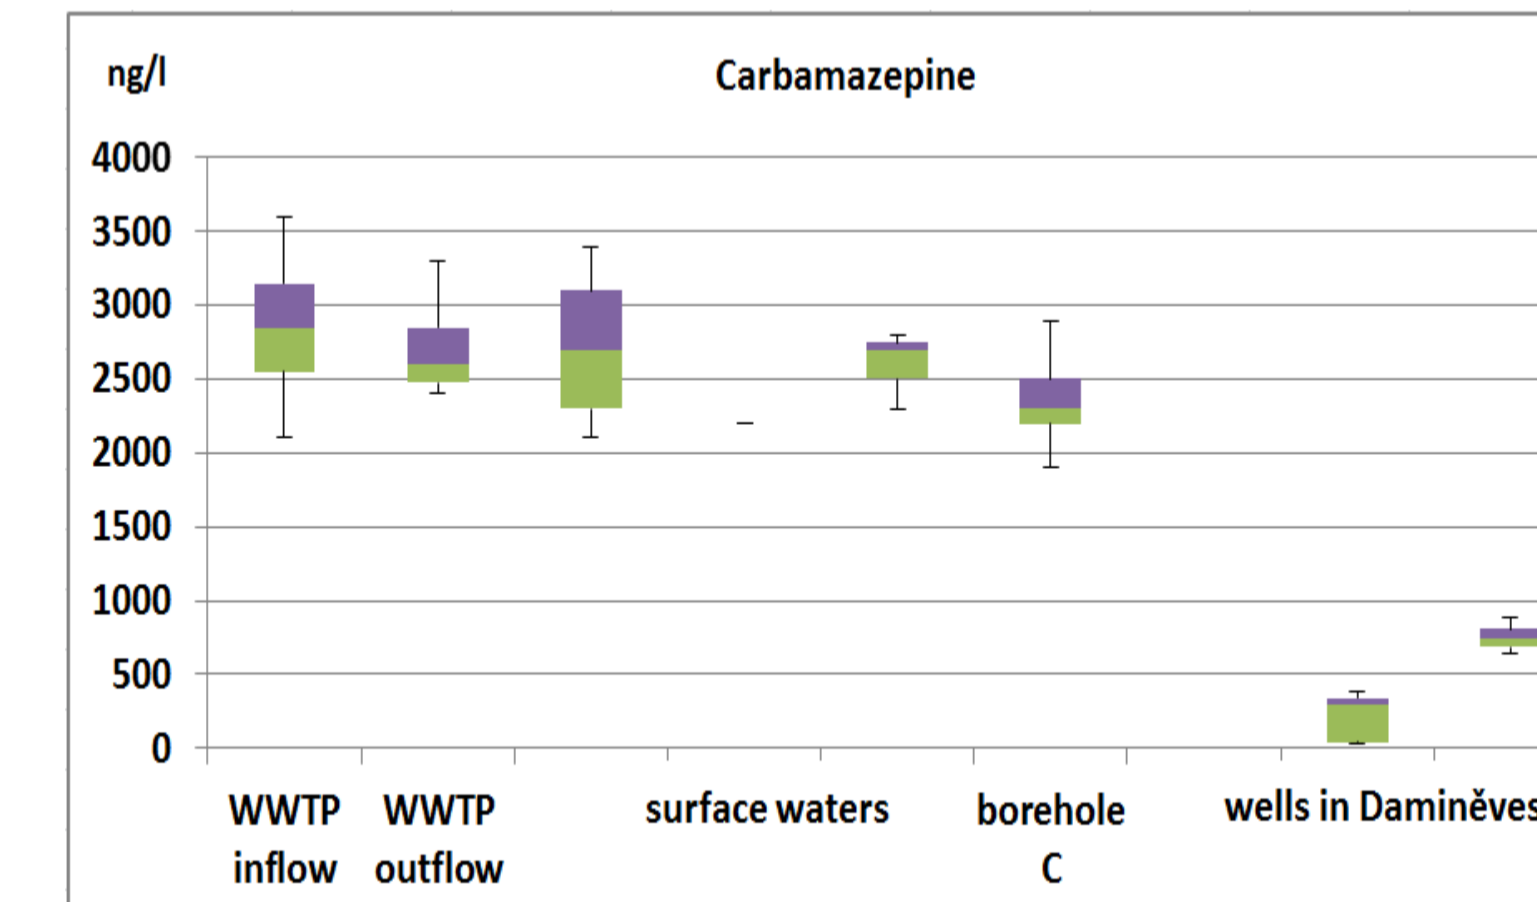 ng/l
Carbamazepine
4000
3500
3000
2500
2000
1500
1000
500
0
WWTP inflow
WWTP outflow
surface waters
borehole C
wells in Daminěves